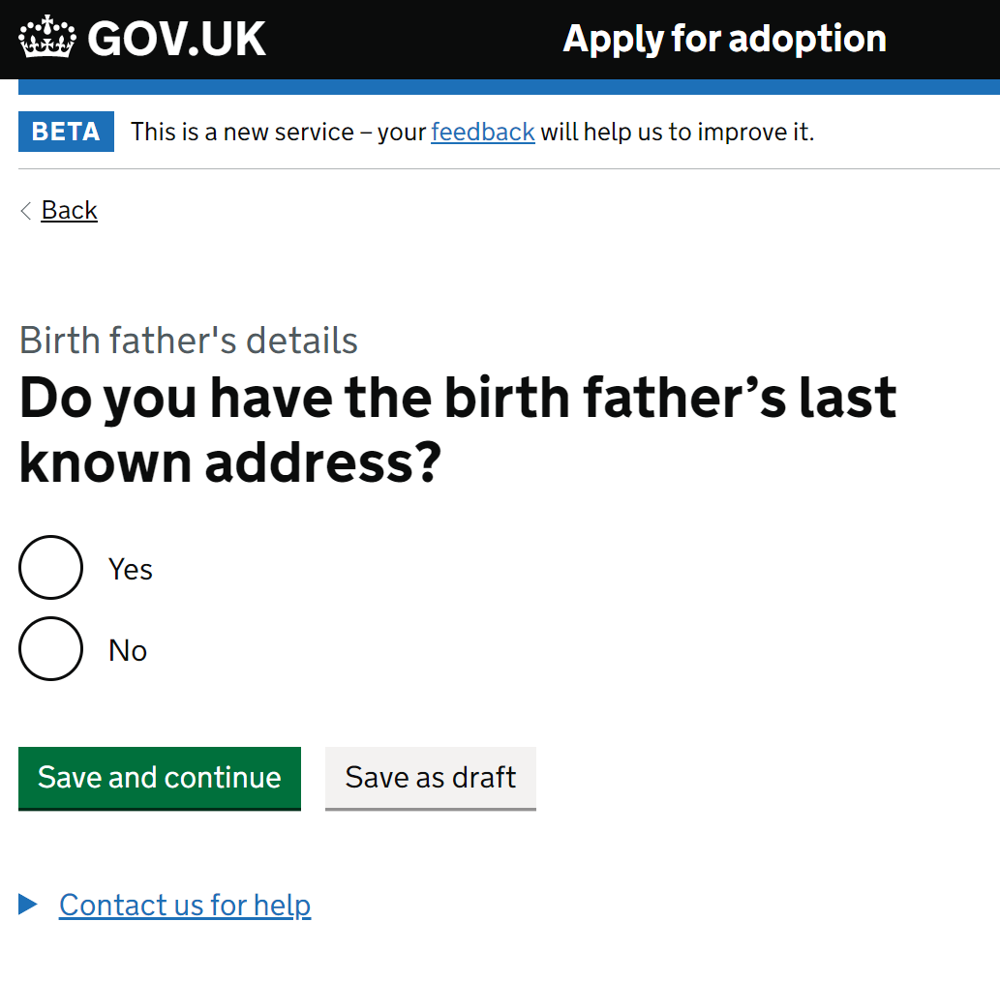 GOV.UK
Apply for adoption
BETA
This is a new service – your feedback will help us to improve it.
Back
Birth father's details
Do you have the birth father’s last
known address?
Yes
No
Save and continue
Save as draft
Contact us for help